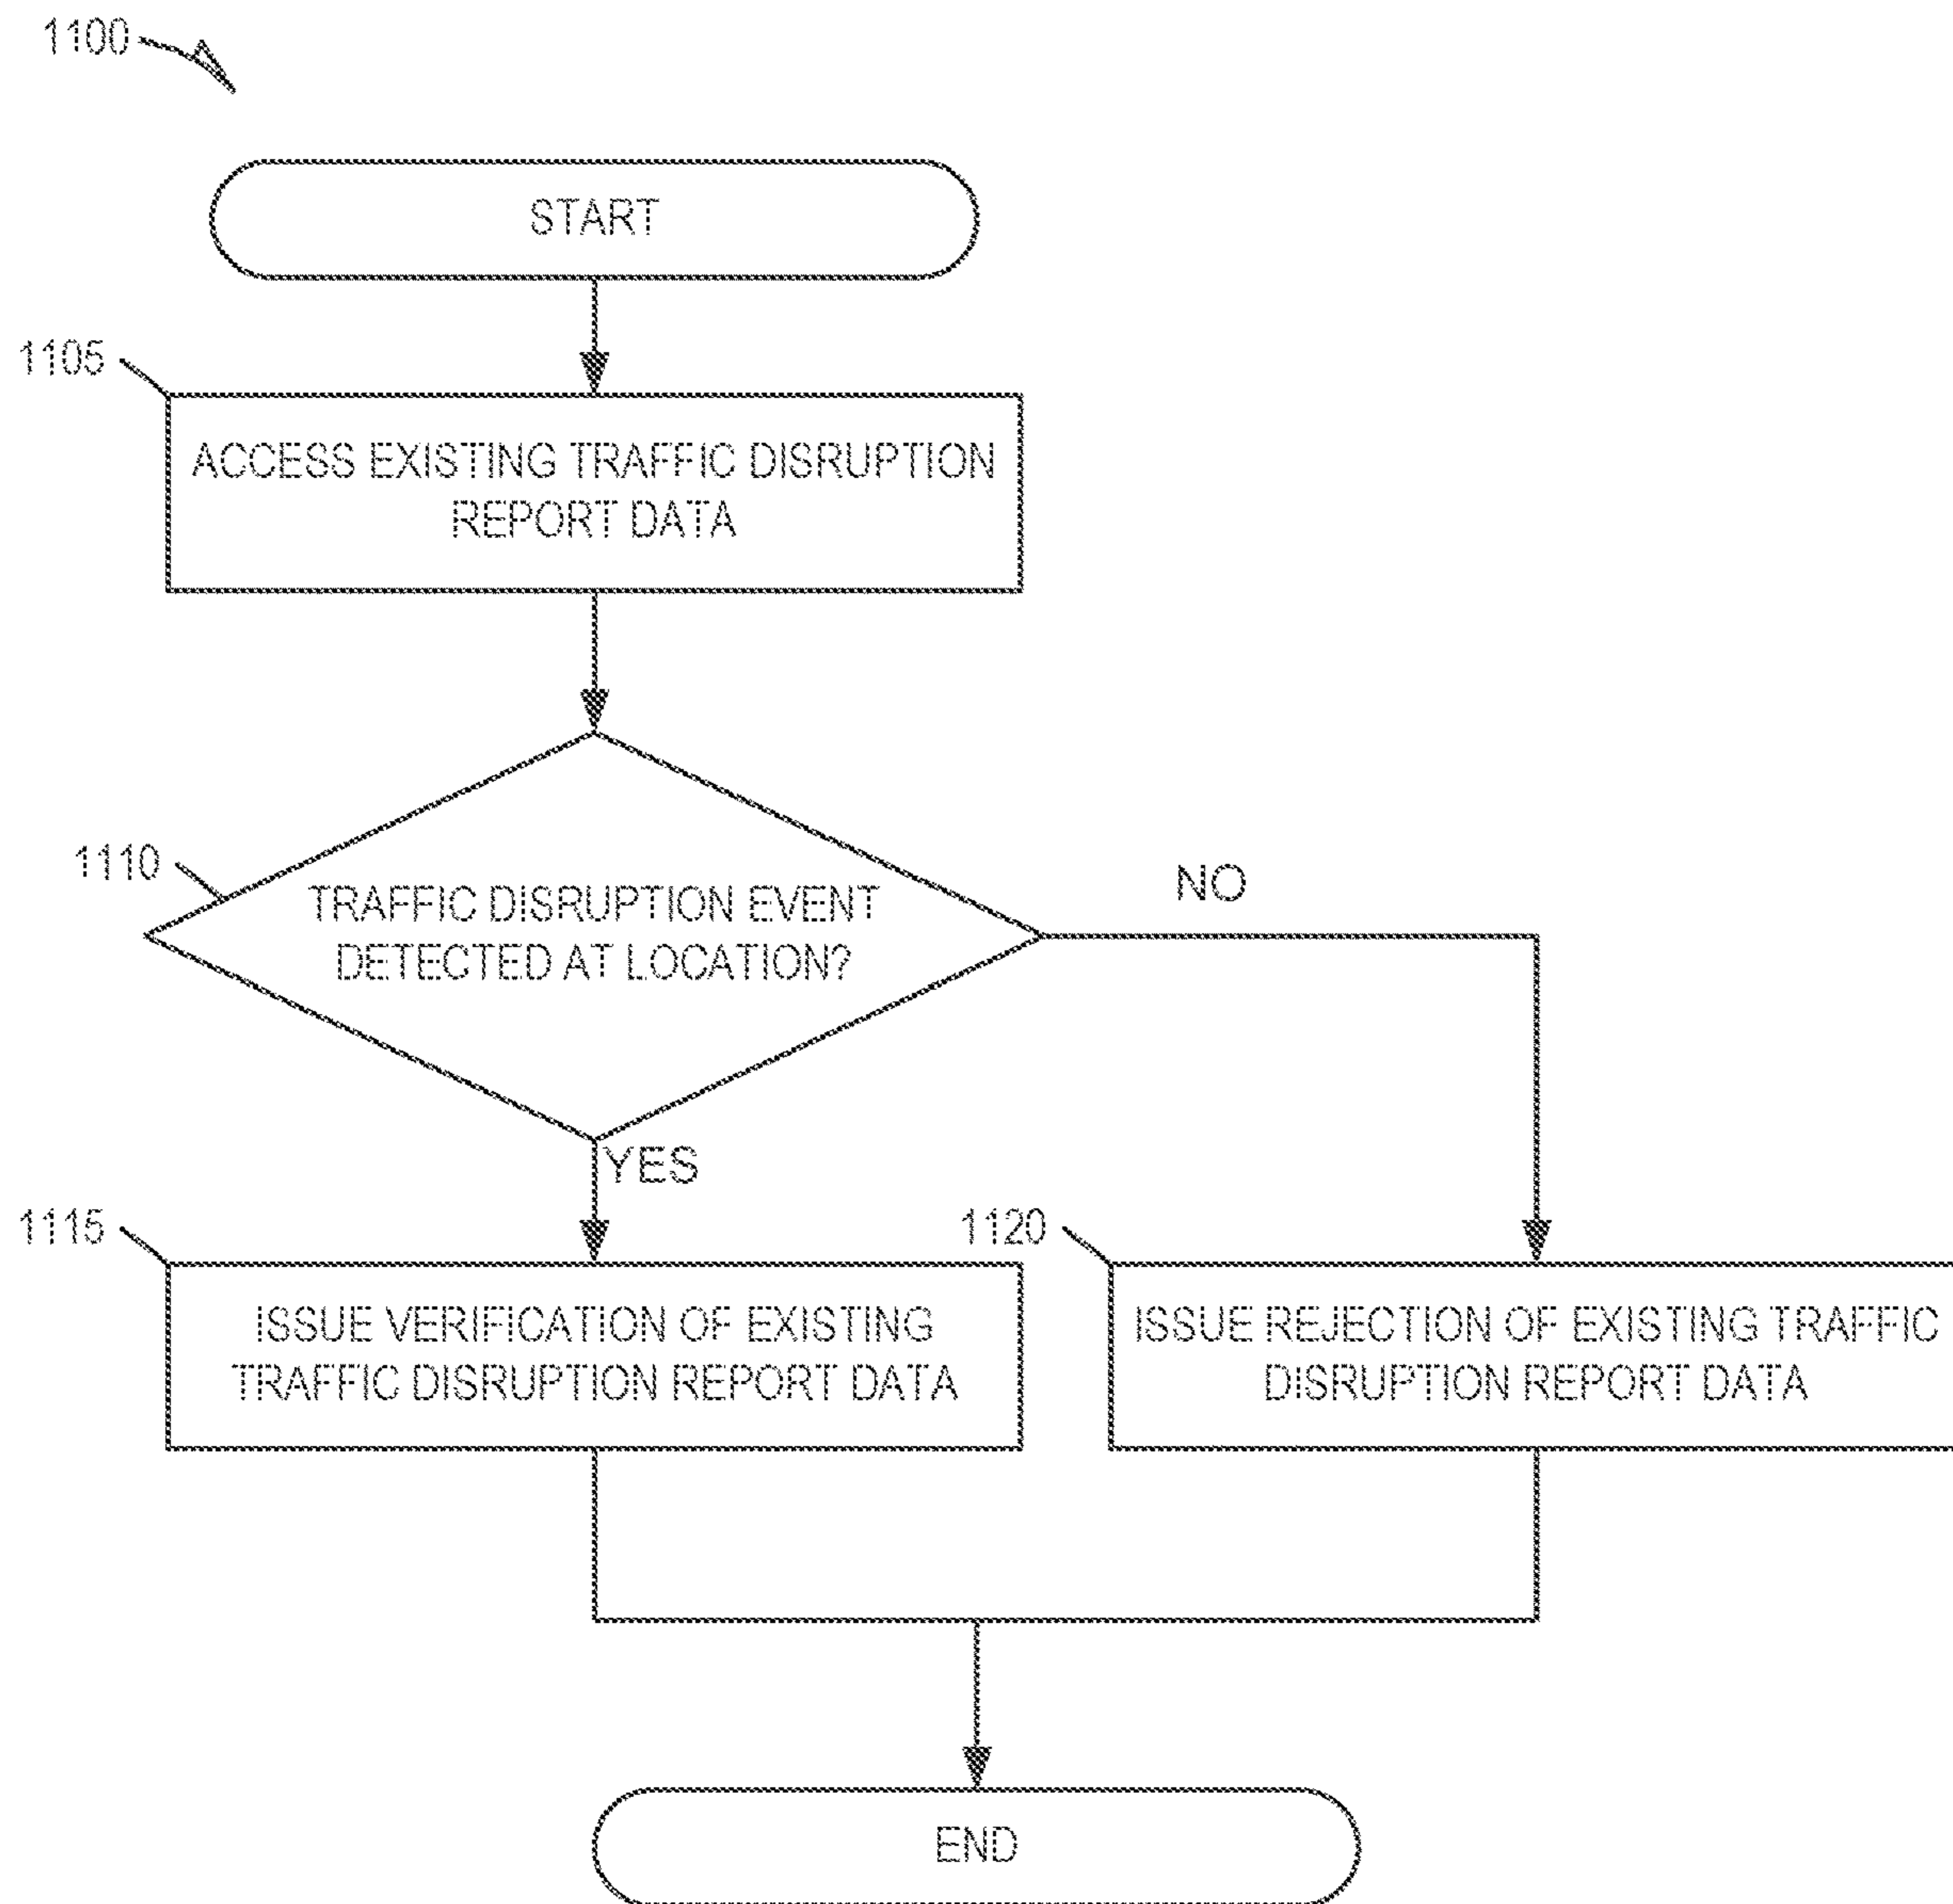 1100
START
1105
ACCESS EXISTING TRAFFIC DISRUPTION
REPORT DATA
1110
TRAFFIC DISRUPTION EVENT
DETECTED AT LOCATION?
NO
YES
1115
ISSUE VERIFICATION OF EXISTING
TRAFFIC DISRUPTION REPORT DATA
1120
ISSUE REJECTION OF EXISTING TRAFFIC
DISRUPTION REPORT DATA
END